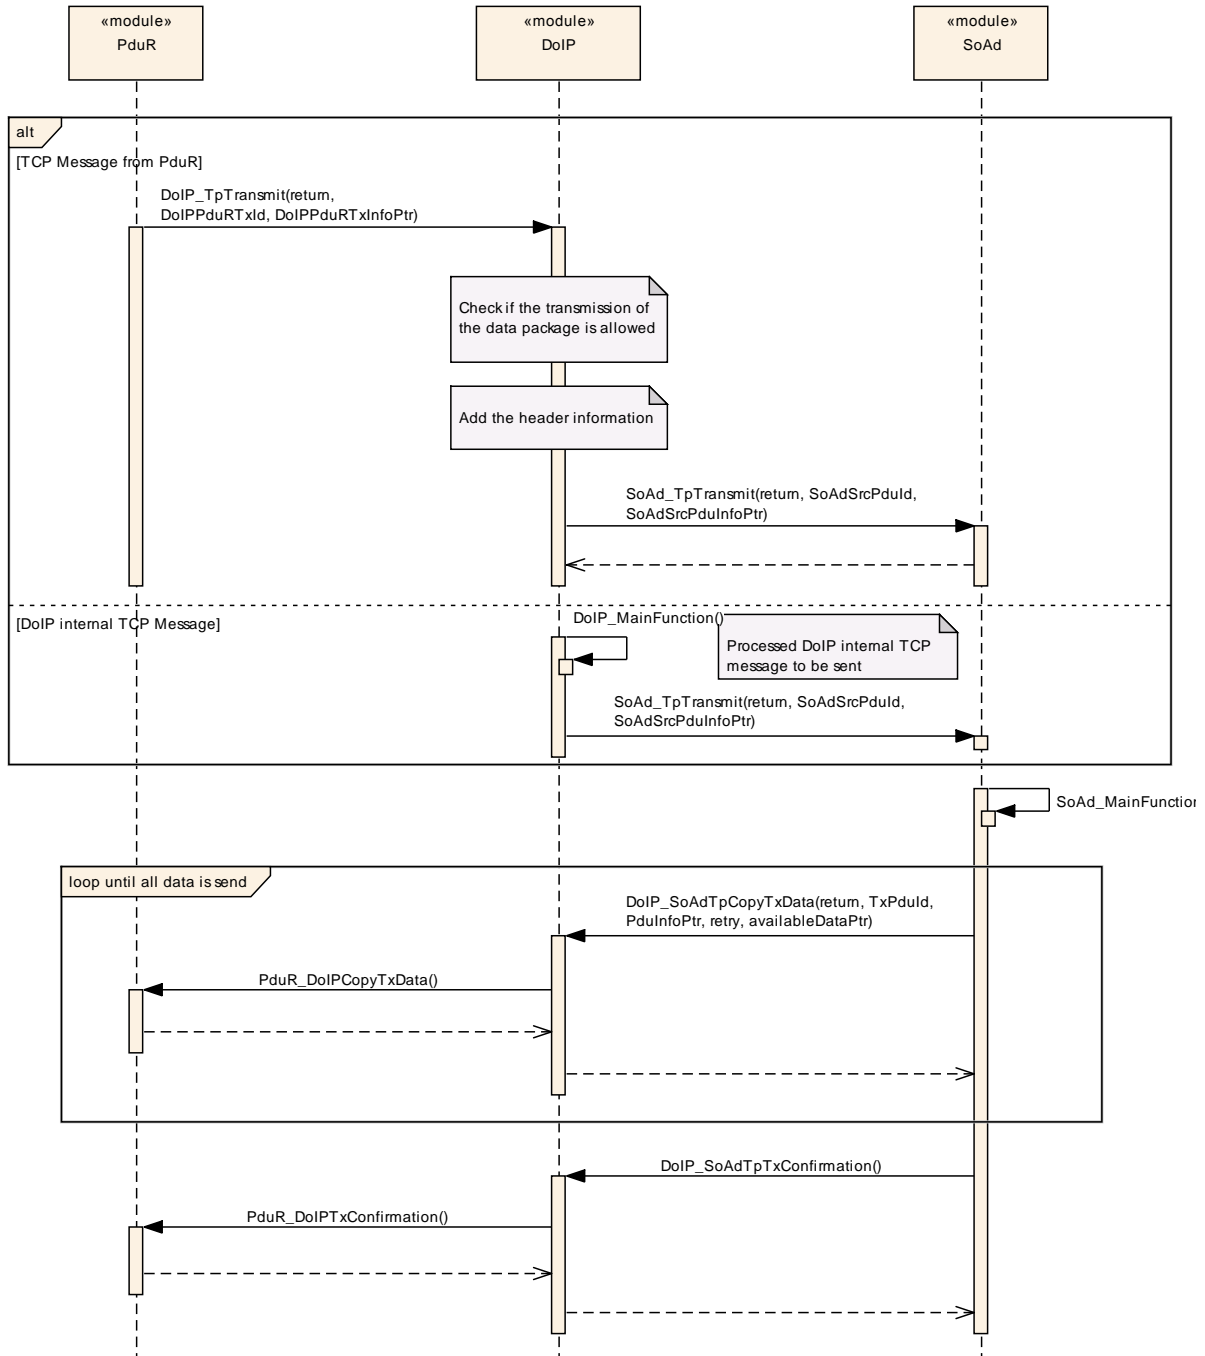 «module»
PduR
«module»
DoIP
«module»
SoAd
alt
[TCP Message from PduR]
DoIP_TpTransmit(return,
DoIPPduRTxId, DoIPPduRTxInfoPtr)
Check if the transmission of
the data package is allowed
Add the header information
SoAd_TpTransmit(return, SoAdSrcPduId,
SoAdSrcPduInfoPtr)
[DoIP internal TCP Message]
DoIP_MainFunction()
Processed DoIP internal TCP
message to be sent
SoAd_TpTransmit(return, SoAdSrcPduId,
SoAdSrcPduInfoPtr)
SoAd_MainFunction
loop until all data is send
DoIP_SoAdTpCopyTxData(return, TxPduId,
PduInfoPtr, retry, availableDataPtr)
PduR_DoIPCopyTxData()
DoIP_SoAdTpTxConfirmation()
PduR_DoIPTxConfirmation()